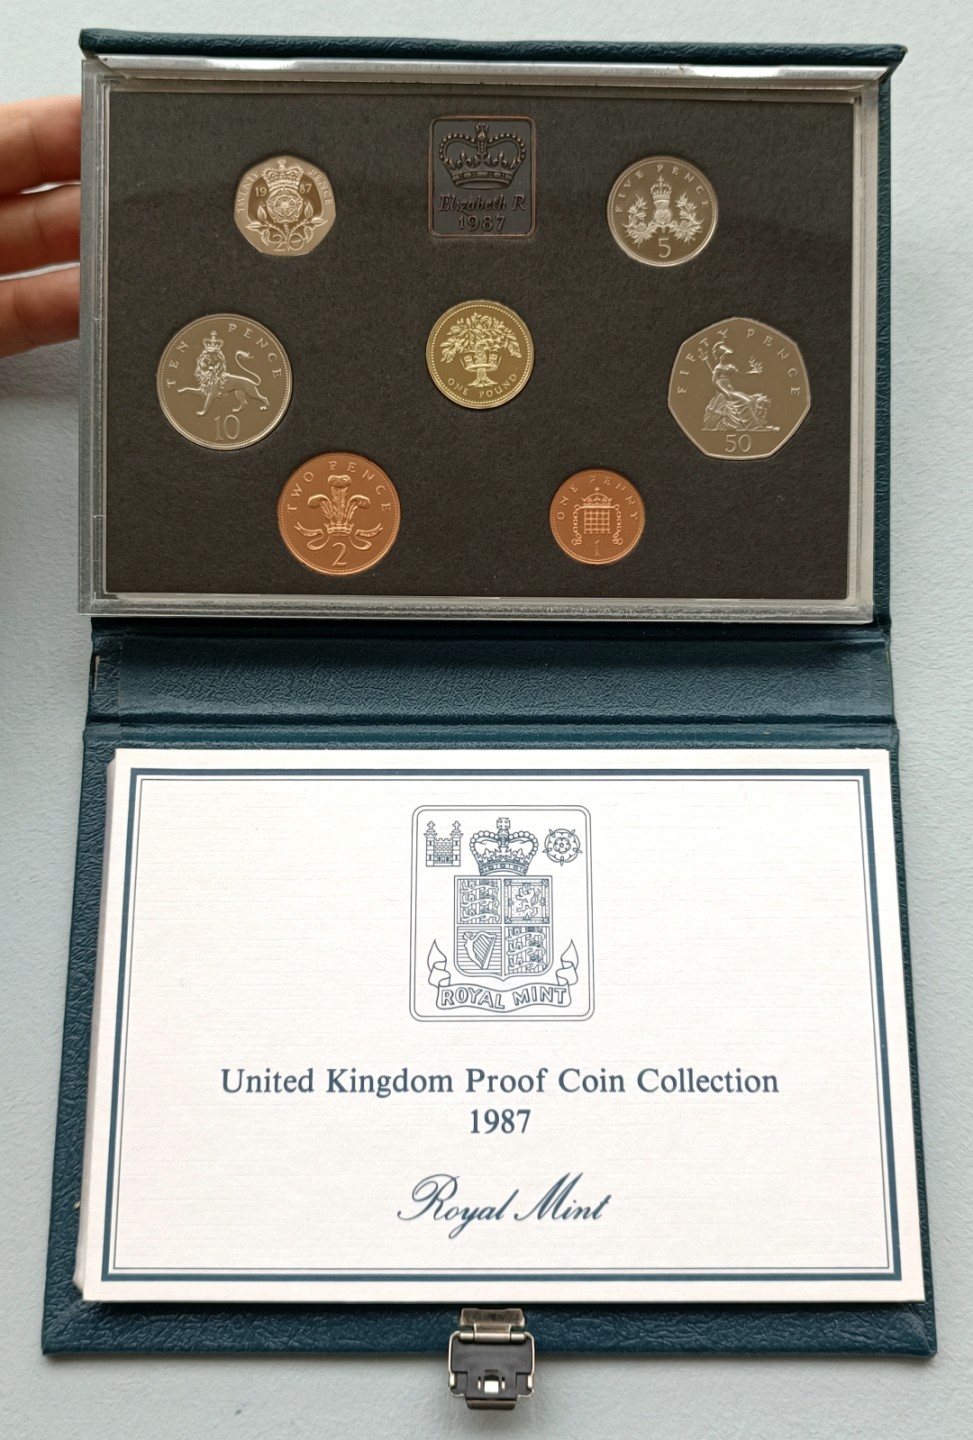 TWENTY PENCE
1987
20
Elizabeth R
1987
FIVE PENCE
5
TEN PENCE
10
ONE POUND
FIFTY PENCE
50
TWO PENCE
2
ONE PENNY
1
ROYAL MINT
United Kingdom Proof Coin Collection
1987
Royal Mint